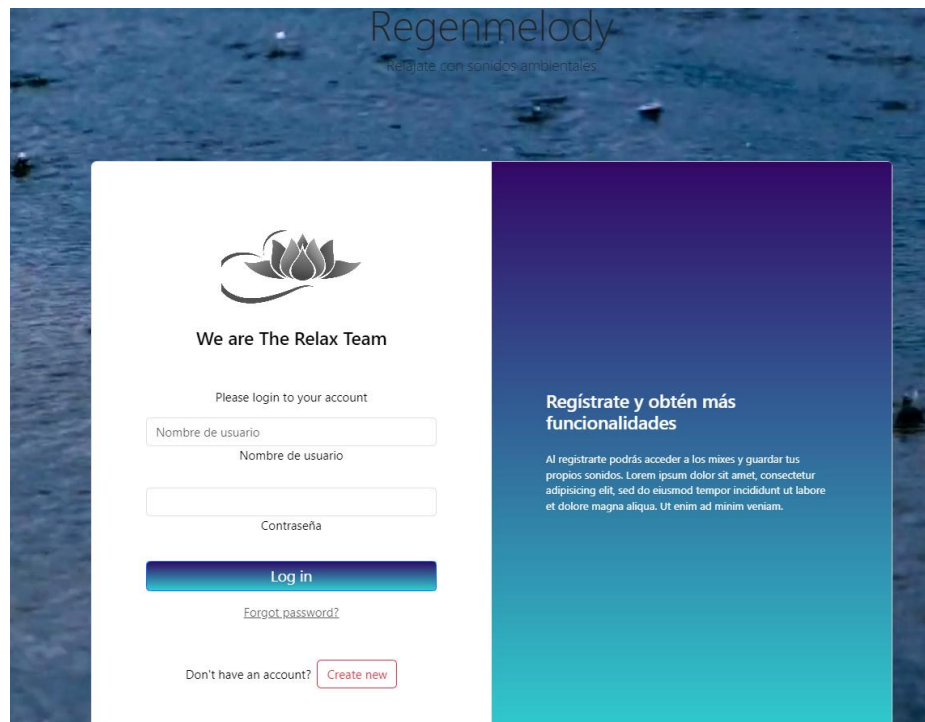 Regenmelody
Relájate con sonidos ambientales
We are The Relax Team
Please login to your account
Nombre de usuario
Nombre de usuario
Contraseña
Log in
Forgot password?
Don't have an account? Create new
Regístrate y obtén más
funcionalidades
Al registrarte podrás acceder a los mixes y guardar tus
propios sonidos. Lorem ipsum dolor sit amet, consectetur
adipisicing elit, sed do eiusmod tempor incididunt ut labore
et dolore magna aliqua. Ut enim ad minim veniam.